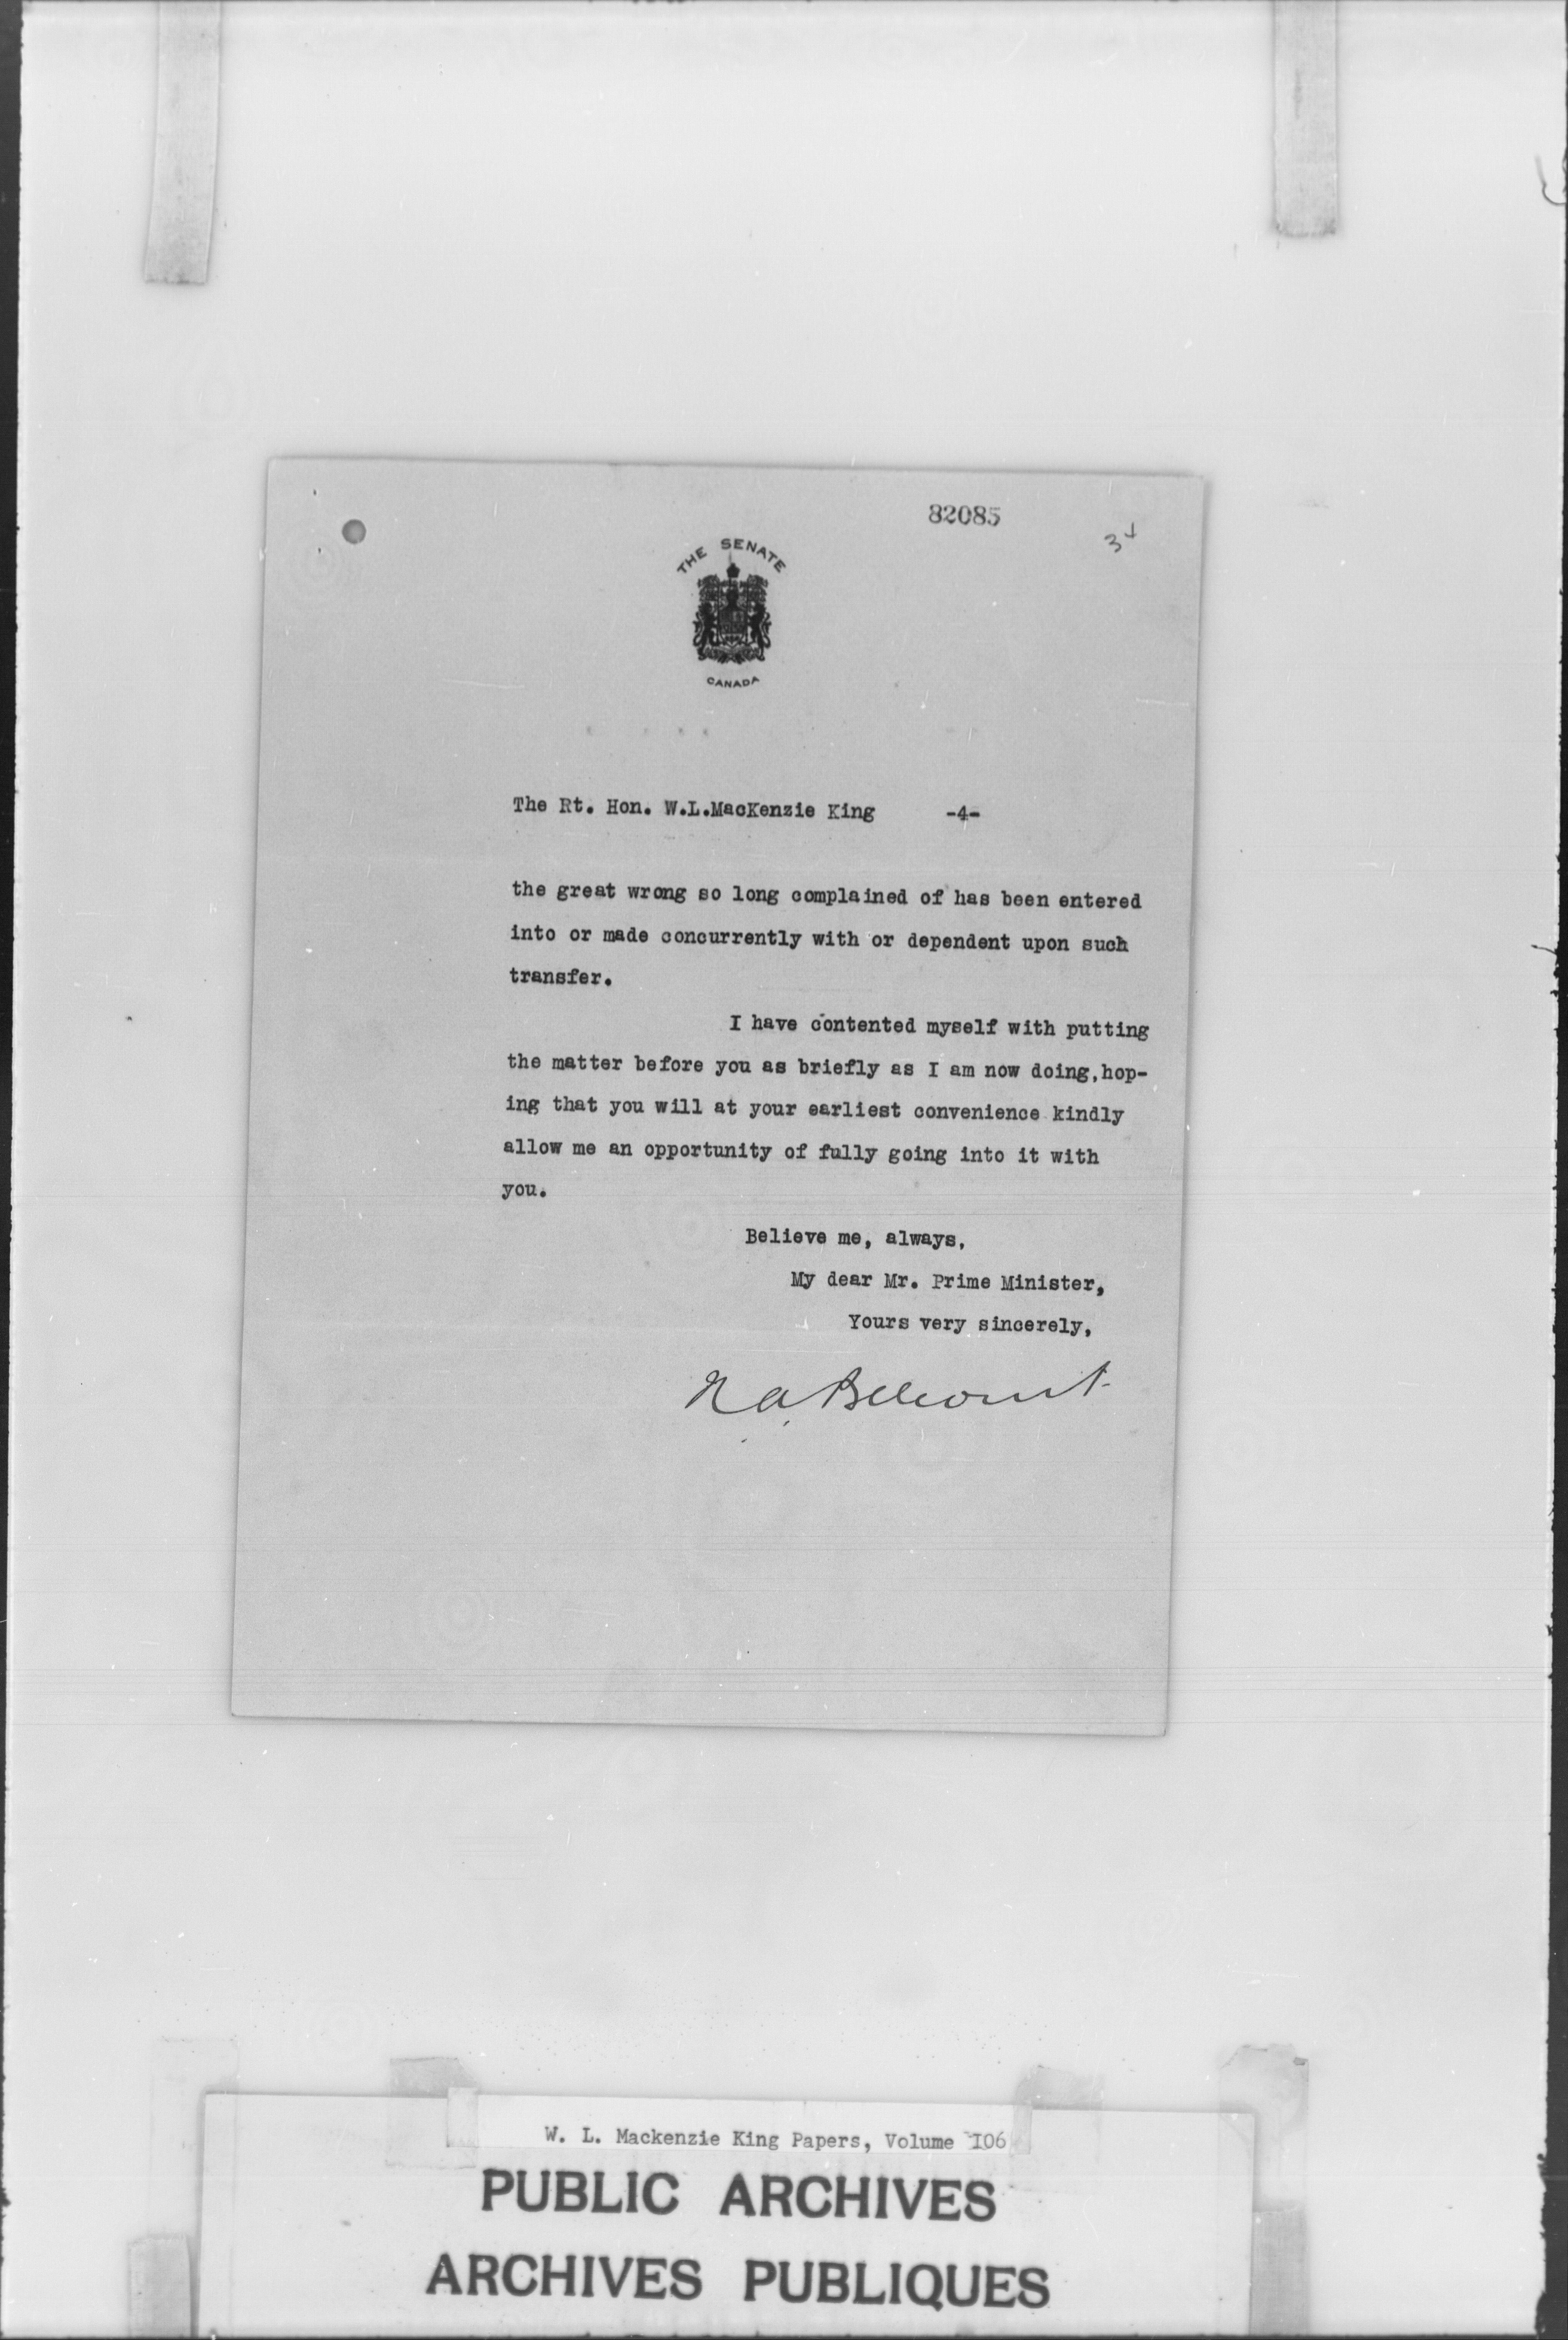 82085
34
THE SENATE
CANADA
The Rt. Hon. W.L.MacKenzie King -4-
the great wrong so long complained of has been entered
into or made concurrently with or dependent upon such
transfer.
I have contented myself with putting
the matter before you as briefly as I am now doing,hop-
ing that you will at your earliest convenience kindly
allow me an opportunity of fully going into it with
you.
Believe me, always,
My dear Mr. Prime Minister,
Yours very sincerely,
N A Belcourt
W. L. Mackenzie King Papers, Volume 106
PUBLIC ARCHIVES
ARCHIVES PUBLIQUES